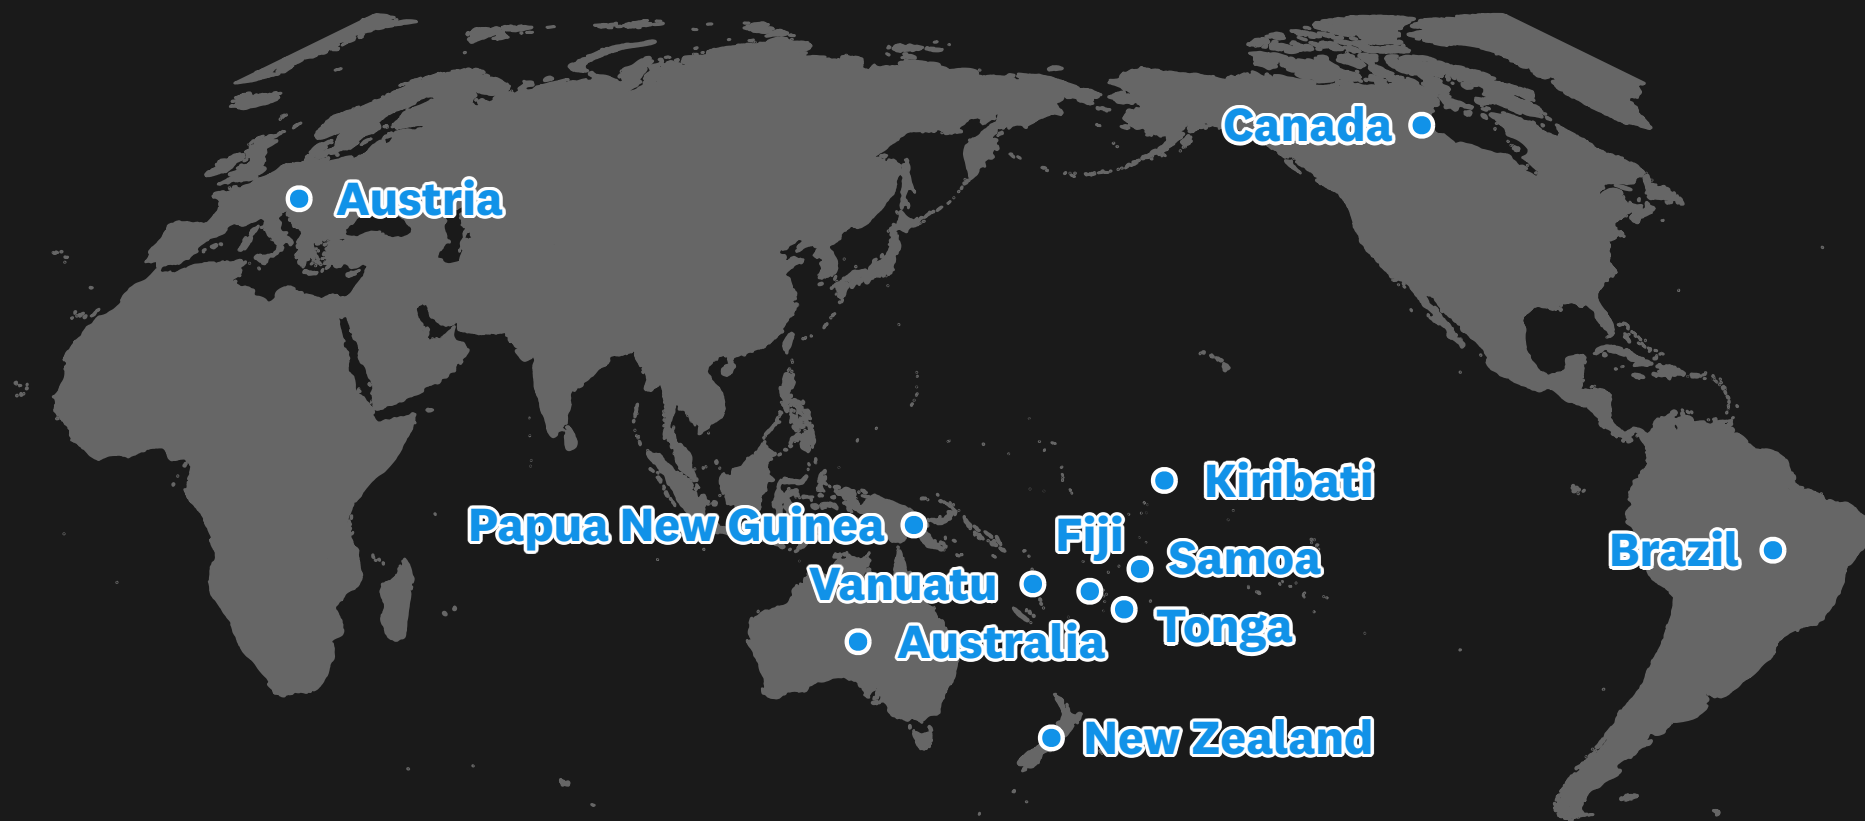 Canada
Austria
Kiribati
Papua New Guinea
Fiji
Samoa
Brazil
Vanuatu
Tonga
Australia
New Zealand